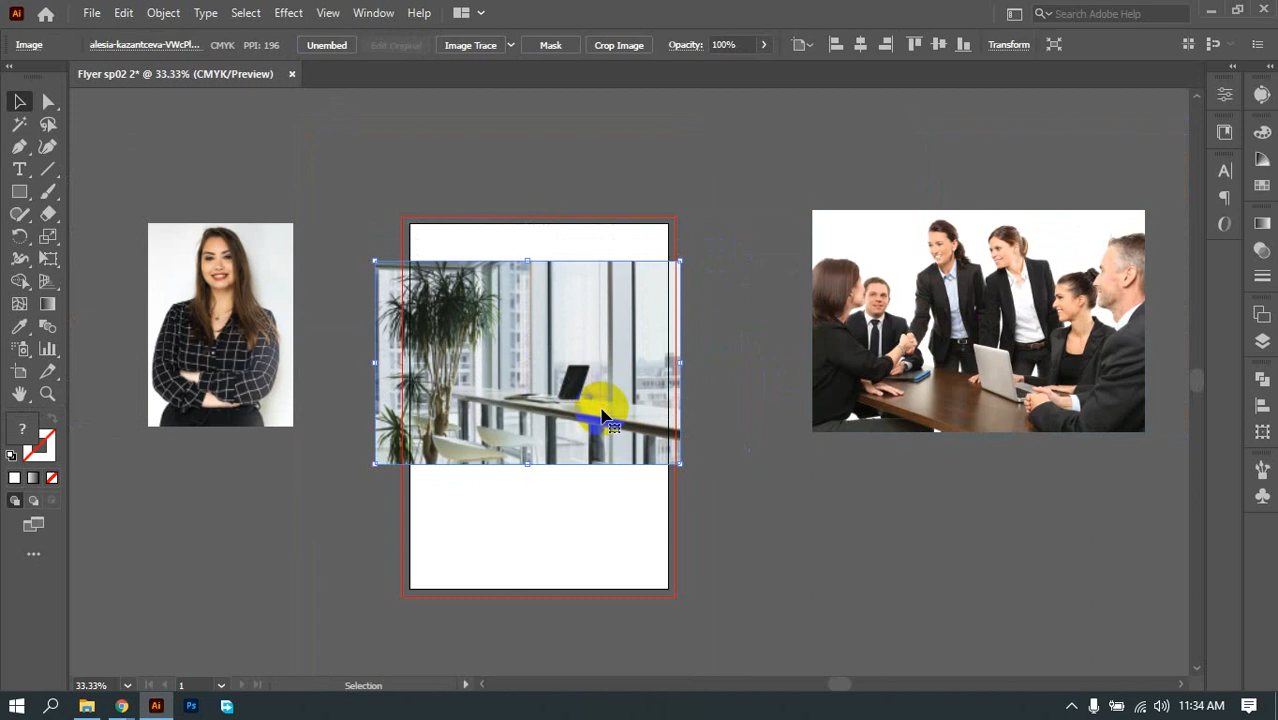 Ai File Edit Object Type Select Effect View Window Help Search Adobe Help
Image alesia-kazantceva-VWcPl... CMYK PPI: 196 Unembed Edit Original Image Trace Mask Crop Image Opacity: 100% Transform
Flyer sp02 2* @ 33.33% (CMYK/Preview)
?
33.33% 1 Selection
Ai Ps 11:34 AM